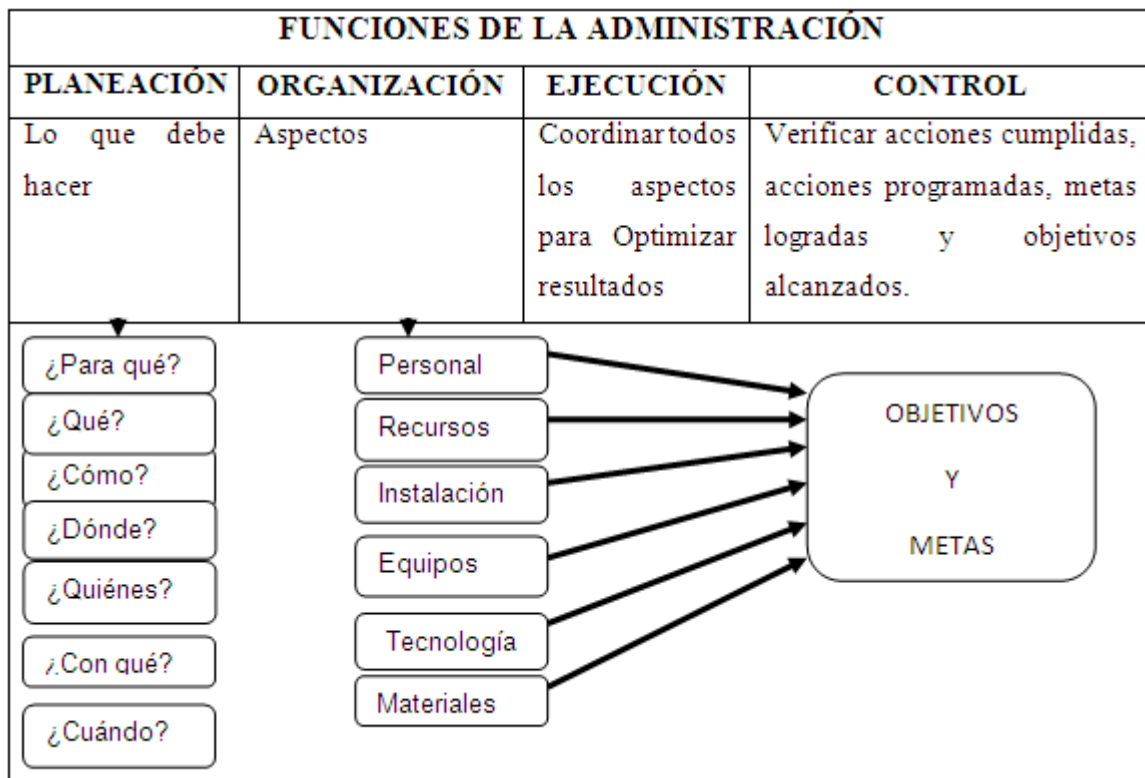 FUNCIONES DE LA ADMINISTRACIÓN
PLANEACIÓN
ORGANIZACIÓN
EJECUCIÓN
CONTROL
Lo que debe
hacer
Aspectos
Coordinar todos
los aspectos
para Optimizar
resultados
Verificar acciones cumplidas,
acciones programadas, metas
logradas y objetivos
alcanzados.
¿Para qué?
¿Qué?
¿Cómo?
¿Dónde?
¿Quiénes?
¿Con qué?
¿Cuándo?
Personal
Recursos
Instalación
Equipos
Tecnología
Materiales
OBJETIVOS
Y
METAS